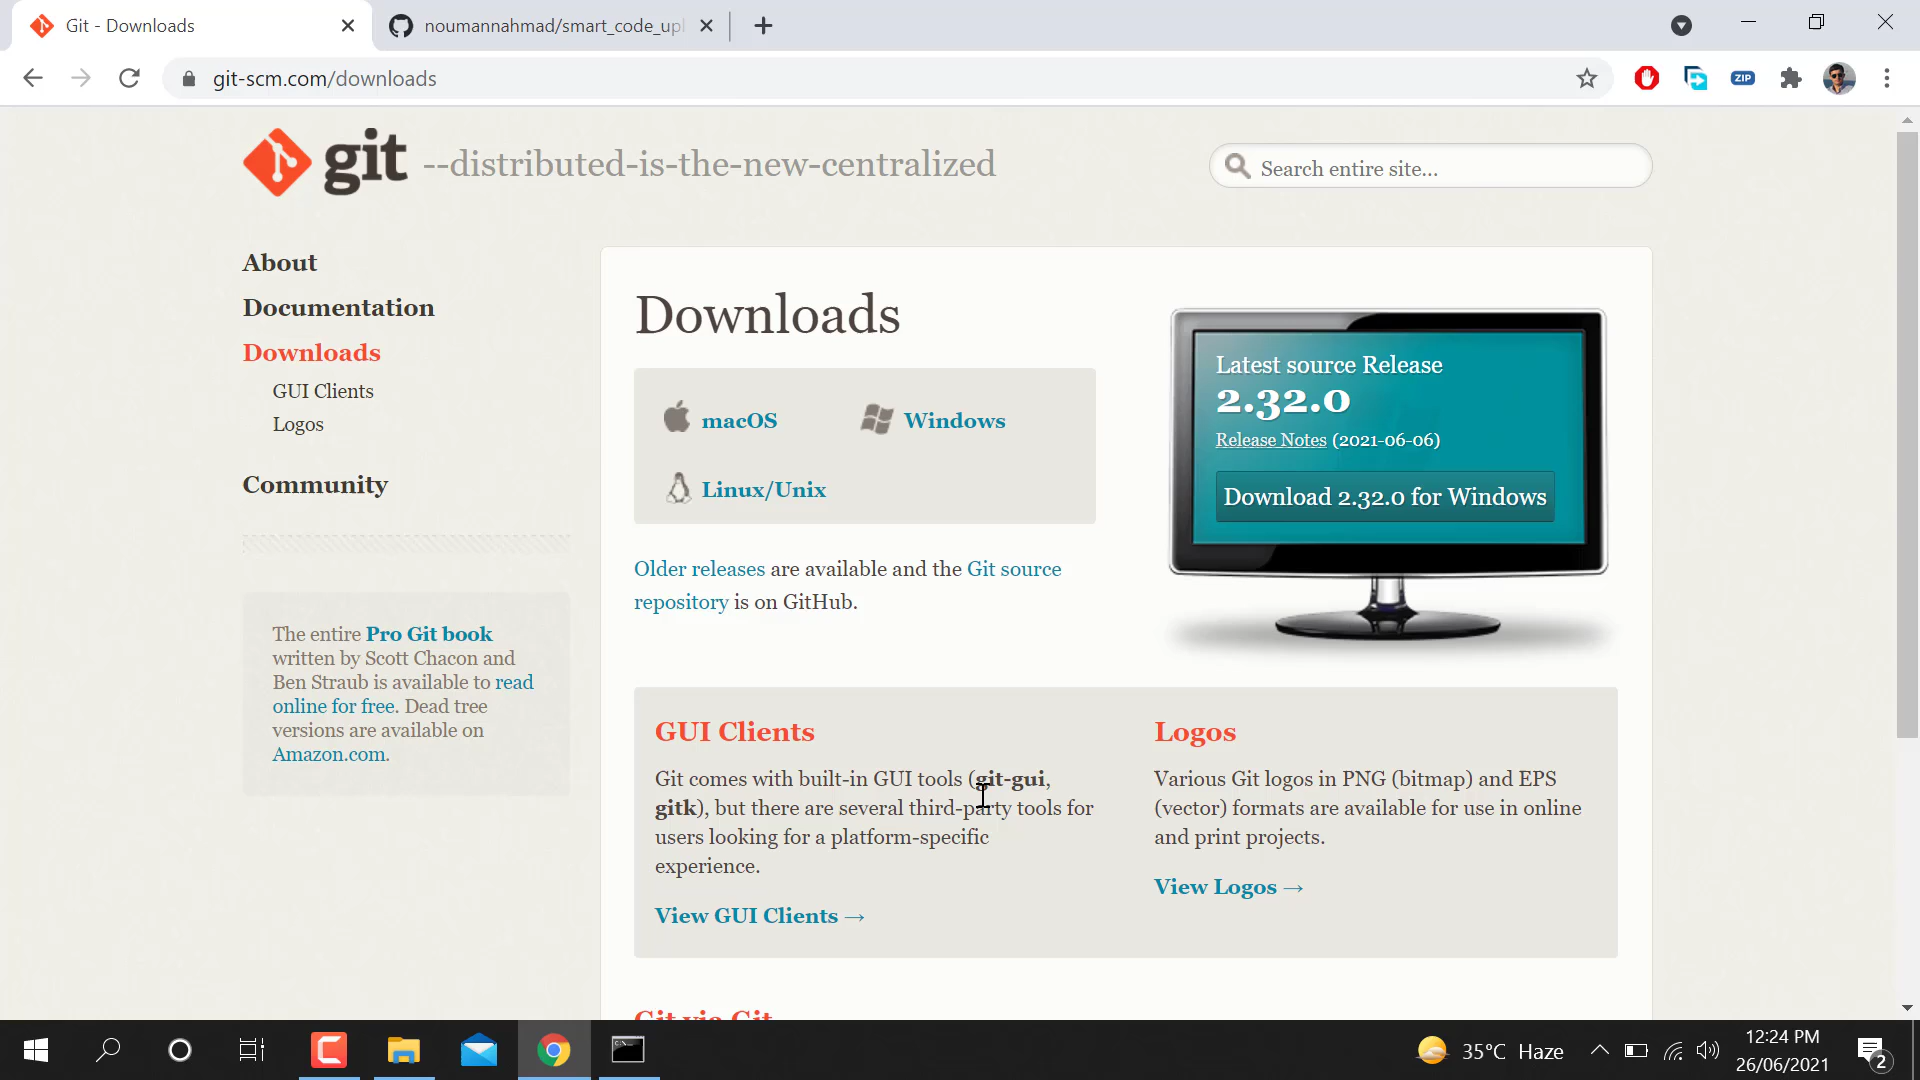 Git - Downloads
noumannahmad/smart_code_upl
git-scm.com/downloads
ZIP
git --distributed-is-the-new-centralized
Search entire site...
About
Documentation
Downloads
GUI Clients
Logos
Community
The entire Pro Git book
written by Scott Chacon and
Ben Straub is available to read
online for free. Dead tree
versions are available on
Amazon.com.
Downloads
macOS
Windows
Linux/Unix
Older releases are available and the Git source
repository is on GitHub.
Latest source Release
2.32.0
Release Notes (2021-06-06)
Download 2.32.0 for Windows
GUI Clients
Git comes with built-in GUI tools (git-gui,
gitk), but there are several third-party tools for
users looking for a platform-specific
experience.
View GUI Clients →
Logos
Various Git logos in PNG (bitmap) and EPS
(vector) formats are available for use in online
and print projects.
View Logos →
Git via Git
35°C Haze
12:24 PM
26/06/2021
2